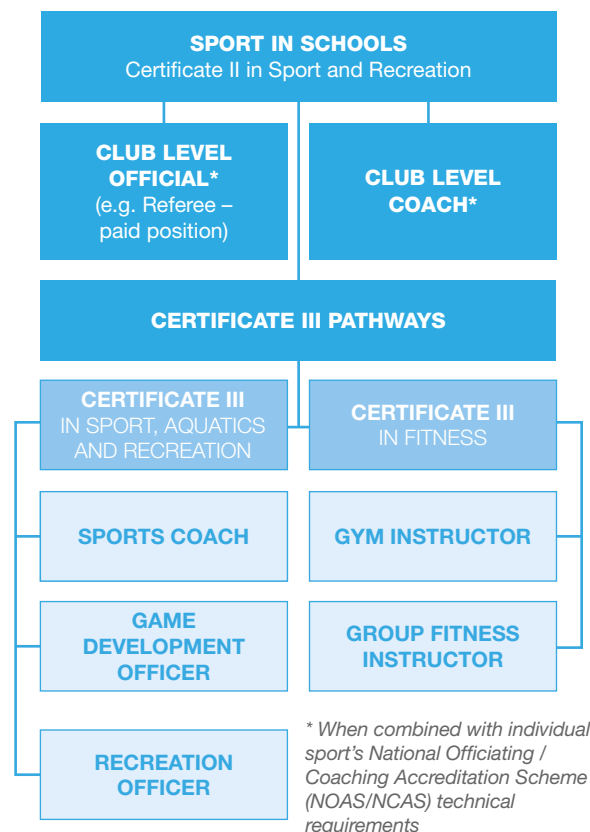 SPORT IN SCHOOLS
Certificate II in Sport and Recreation
CLUB LEVEL
OFFICIAL*
(e.g. Referee –
paid position)
CLUB LEVEL
COACH*
CERTIFICATE III PATHWAYS
CERTIFICATE III
IN SPORT, AQUATICS
AND RECREATION
CERTIFICATE III
IN FITNESS
SPORTS COACH
GYM INSTRUCTOR
GAME
DEVELOPMENT
OFFICER
GROUP FITNESS
INSTRUCTOR
RECREATION
OFFICER
* When combined with individual
sport's National Officiating /
Coaching Accreditation Scheme
(NOAS/NCAS) technical
requirements